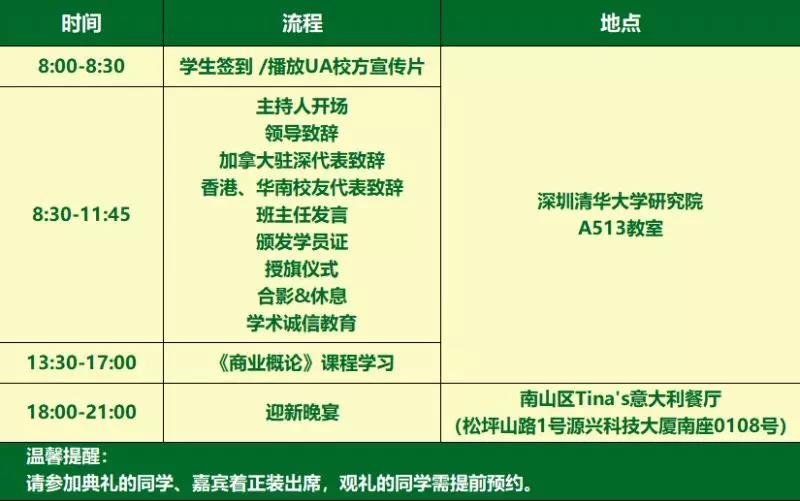 时间 流程 地点
8:00-8:30 学生签到 /播放UA校方宣传片
8:30-11:45
主持人开场
领导致辞
加拿大驻深代表致辞
香港、华南校友代表致辞
班主任发言
颁发学员证
授旗仪式
合影&休息
学术诚信教育
深圳清华大学研究院
A513教室
13:30-17:00 《商业概论》课程学习
18:00-21:00 迎新晚宴
南山区Tina's意大利餐厅
(松坪山路1号源兴科技大厦南座0108号)
温馨提醒：
请参加典礼的同学、嘉宾着正装出席，观礼的同学需提前预约。